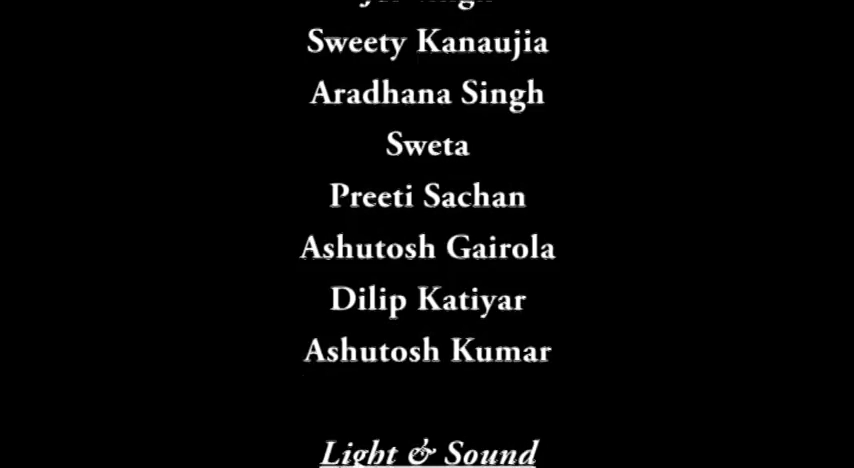 Sweety Kanaujia
Aradhana Singh
Sweta
Preeti Sachan
Ashutosh Gairola
Dilip Katiyar
Ashutosh Kumar
Light & Sound